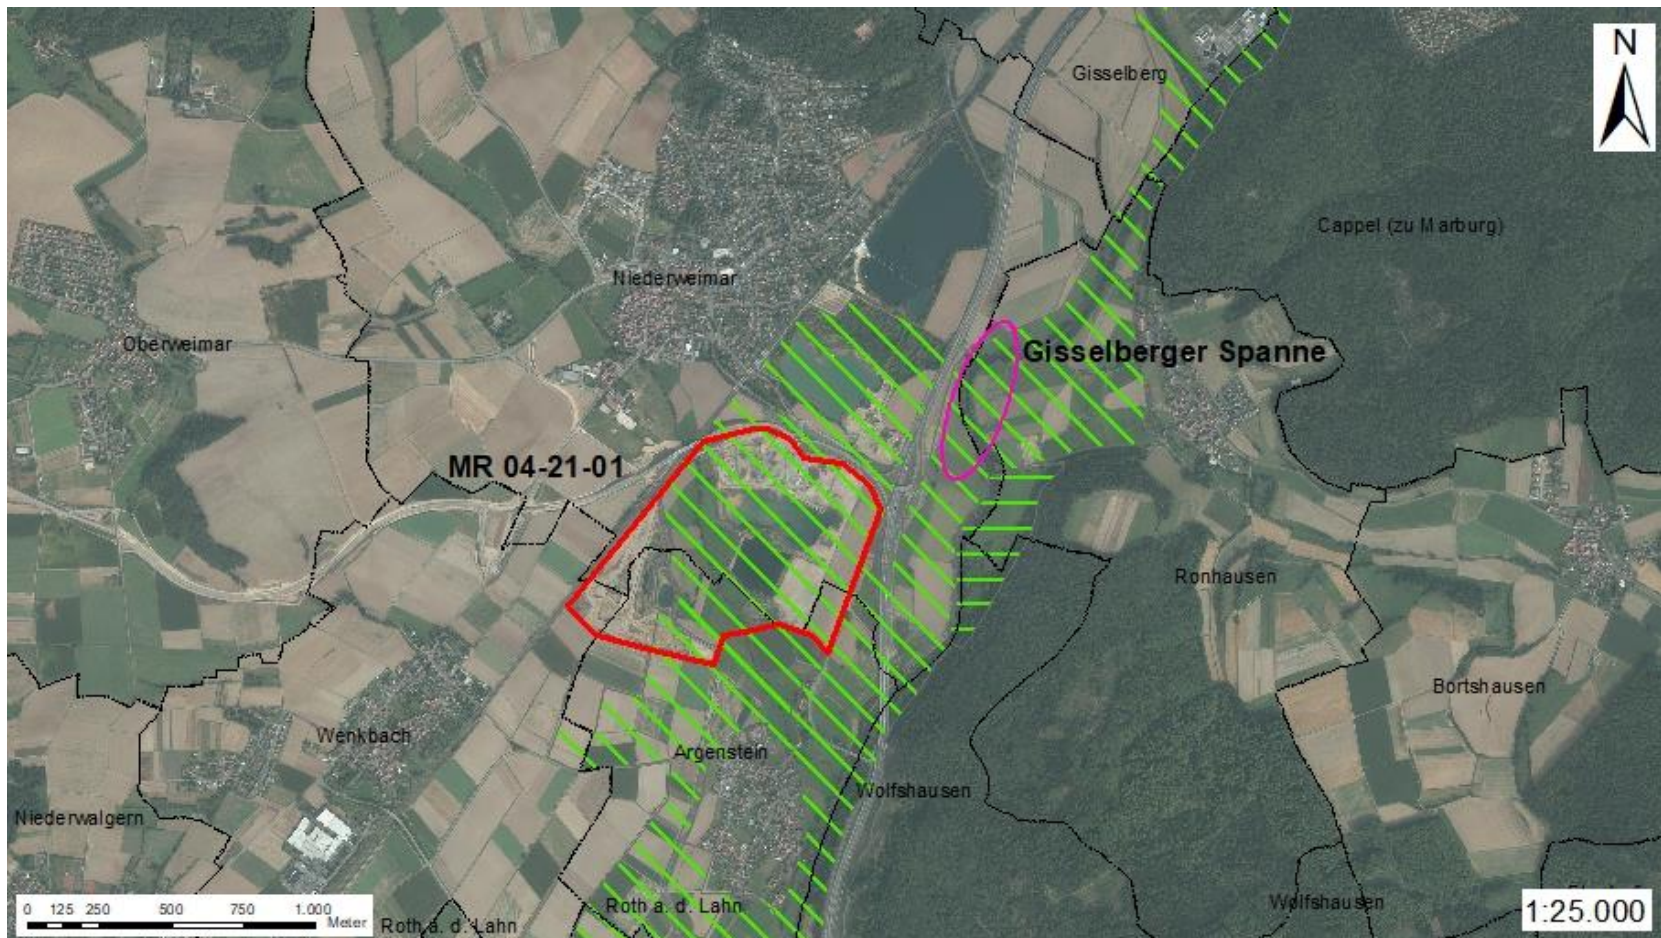 N
Gisselberg
Cappel (zu Marburg)
Niederweimar
Oberweimar
Gisselberger Spanne
MR 04-21-01
Ronhausen
Bortshausen
Wenkbach
Argenstein
Wolfshausen
Niederwalgern
Roth a. d. Lahn
Wolfshausen
0 125 250 500 750 1.000
Meter
Roth a. d. Lahn
1:25.000